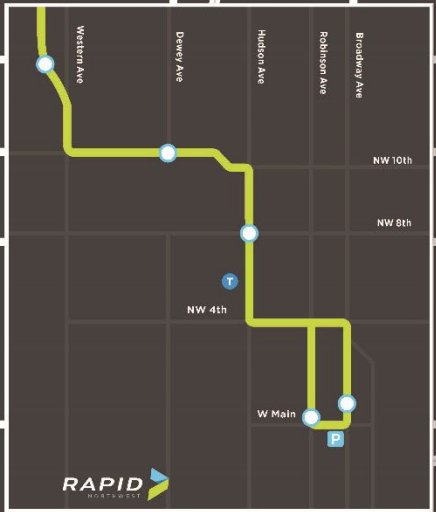 Western Ave
Dewey Ave
Hudson Ave
Robinson Ave
Broadway Ave
NW 10th
NW 8th
T
NW 4th
W Main
P
RAPID
NORTHWEST